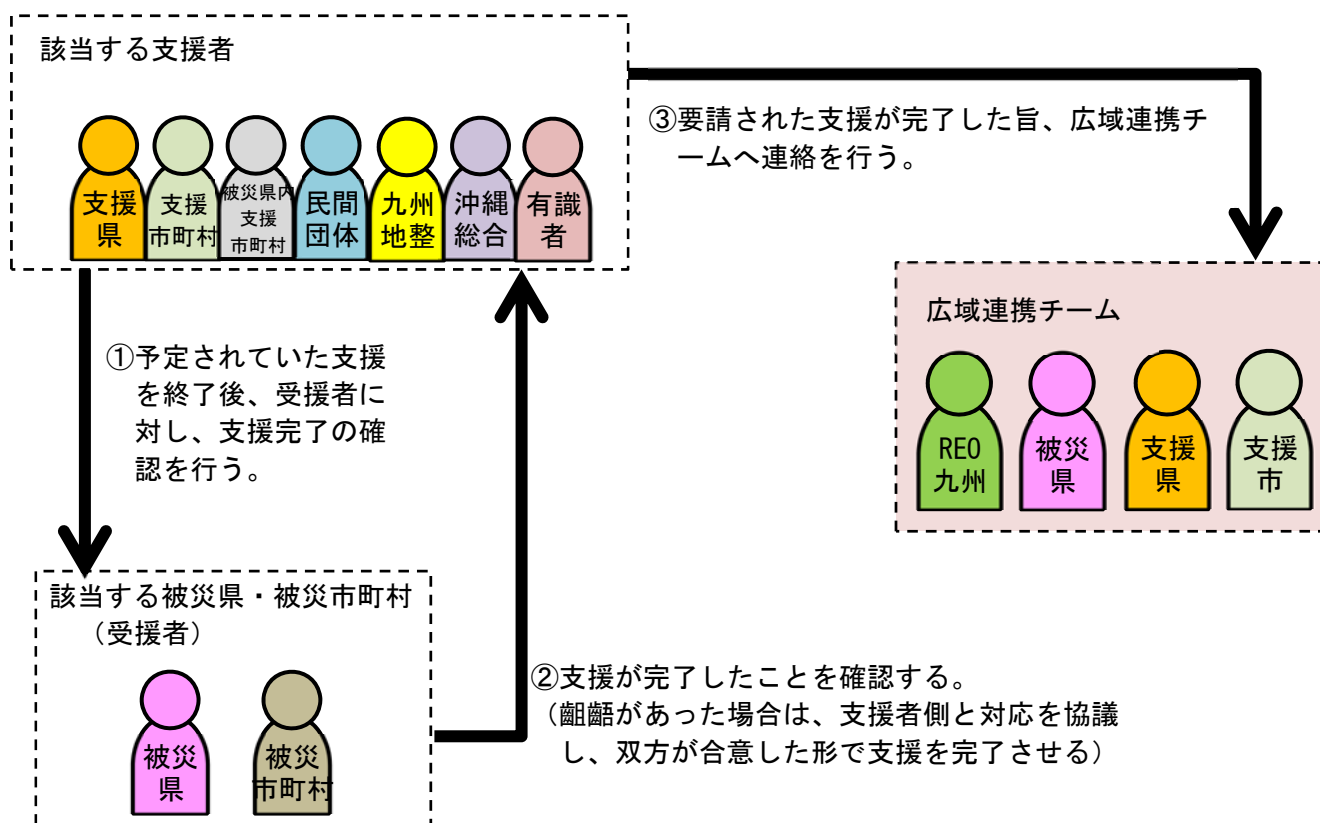 該当する支援者
支援
県
支援
市町村
被災県内
支援
市町村
民間
団体
九州
地整
沖縄
総合
有識
者
③要請された支援が完了した旨、広域連携チ
ームへ連絡を行う。
広域連携チーム
REO
九州
被災
県
支援
県
支援
市
①予定されていた支援
を終了後、受援者に
対し、支援完了の確
認を行う。
該当する被災県・被災市町村
（受援者）
被災
県
被災
市町村
②支援が完了したことを確認する。
（齟齬があった場合は、支援者側と対応を協議
し、双方が合意した形で支援を完了させる）